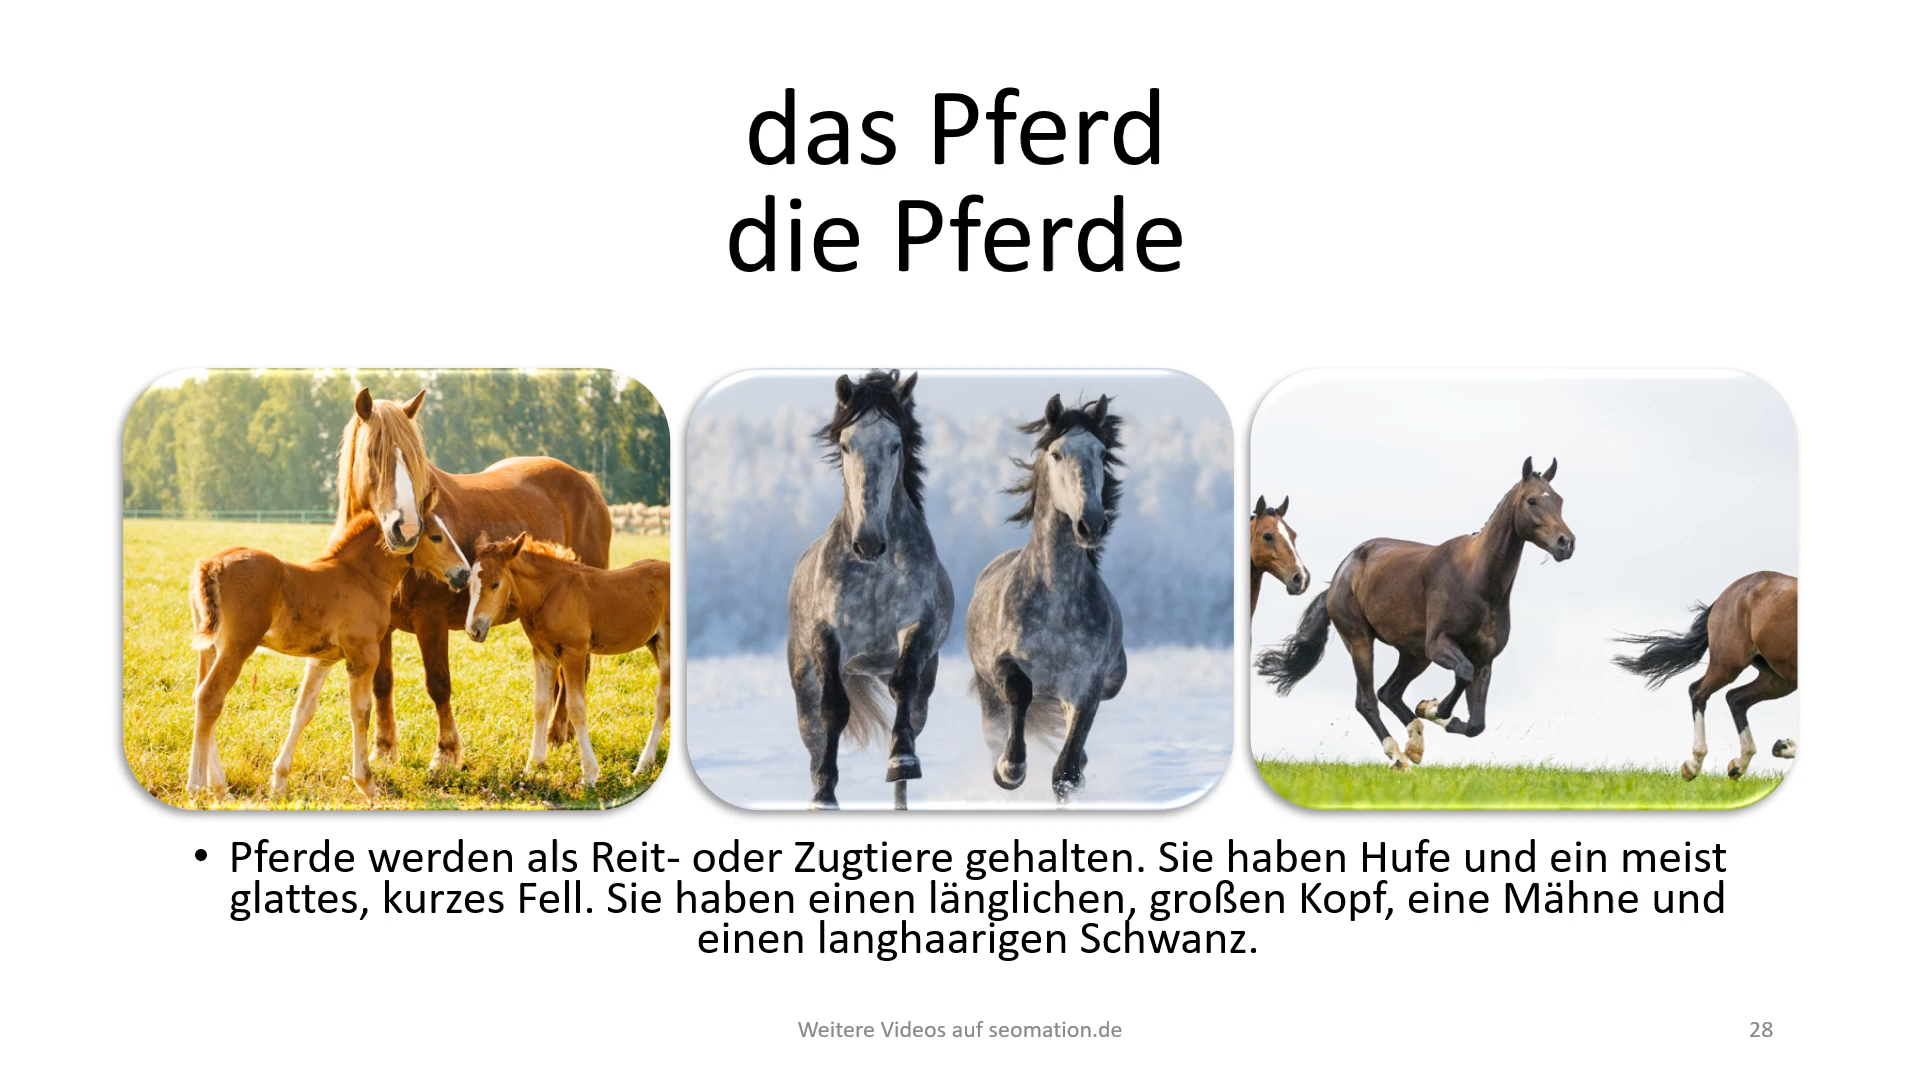 das Pferd
die Pferde
• Pferde werden als Reit- oder Zugtiere gehalten. Sie haben Hufe und ein meist
glattes, kurzes Fell. Sie haben einen länglichen, großen Kopf, eine Mähne und
einen langhaarigen Schwanz.
Weitere Videos auf seomation.de
28